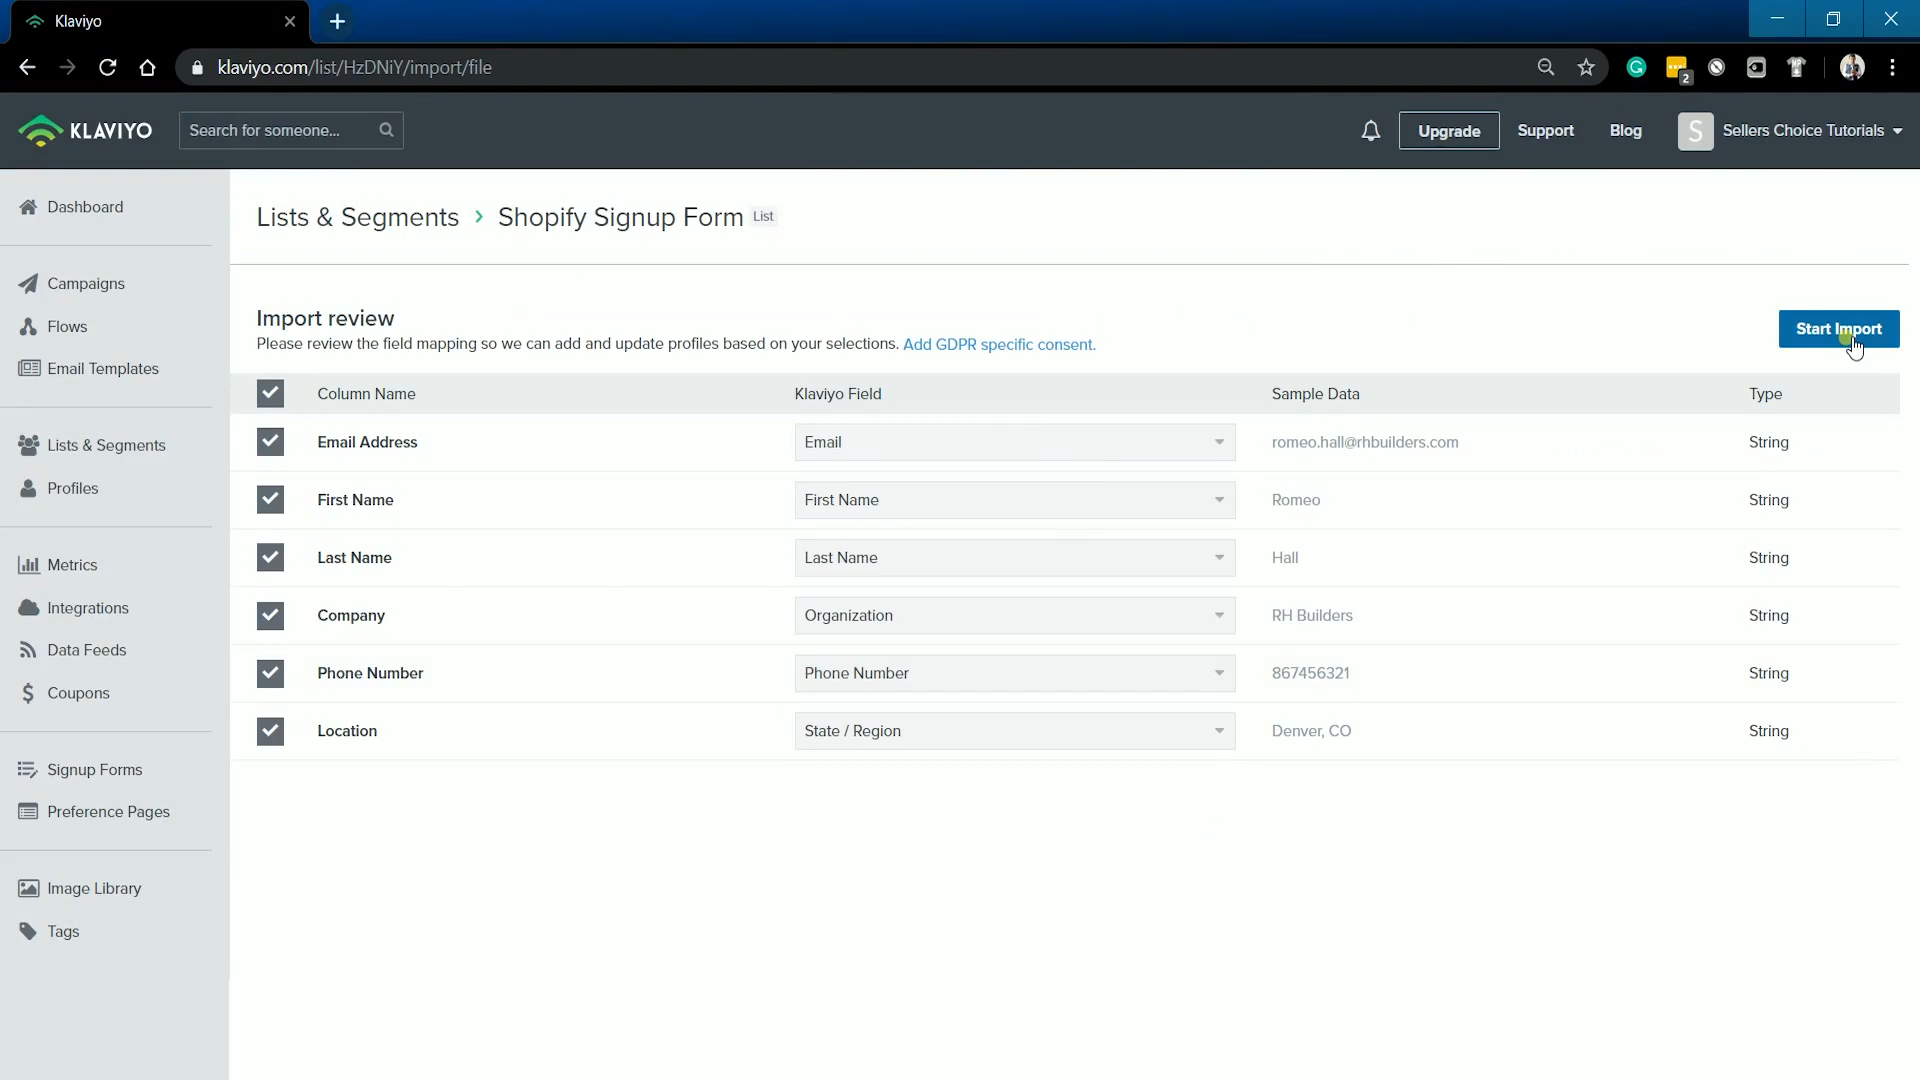 Klaviyo
klaviyo.com/list/HzDNiY/import/file
2
KLAVIYO
Search for someone...
Upgrade
Support
Blog
S
Sellers Choice Tutorials
Dashboard
Campaigns
Flows
Email Templates
Lists & Segments
Profiles
Metrics
Integrations
Data Feeds
Coupons
Signup Forms
Preference Pages
Image Library
Tags
Lists & Segments > Shopify Signup Form List
Import review
Please review the field mapping so we can add and update profiles based on your selections. Add GDPR specific consent.
Start Import
Column Name Klaviyo Field Sample Data Type
Email Address Email romeo.hall@rhbuilders.com String
First Name First Name Romeo String
Last Name Last Name Hall String
Company Organization RH Builders String
Phone Number Phone Number 867456321 String
Location State / Region Denver, CO String